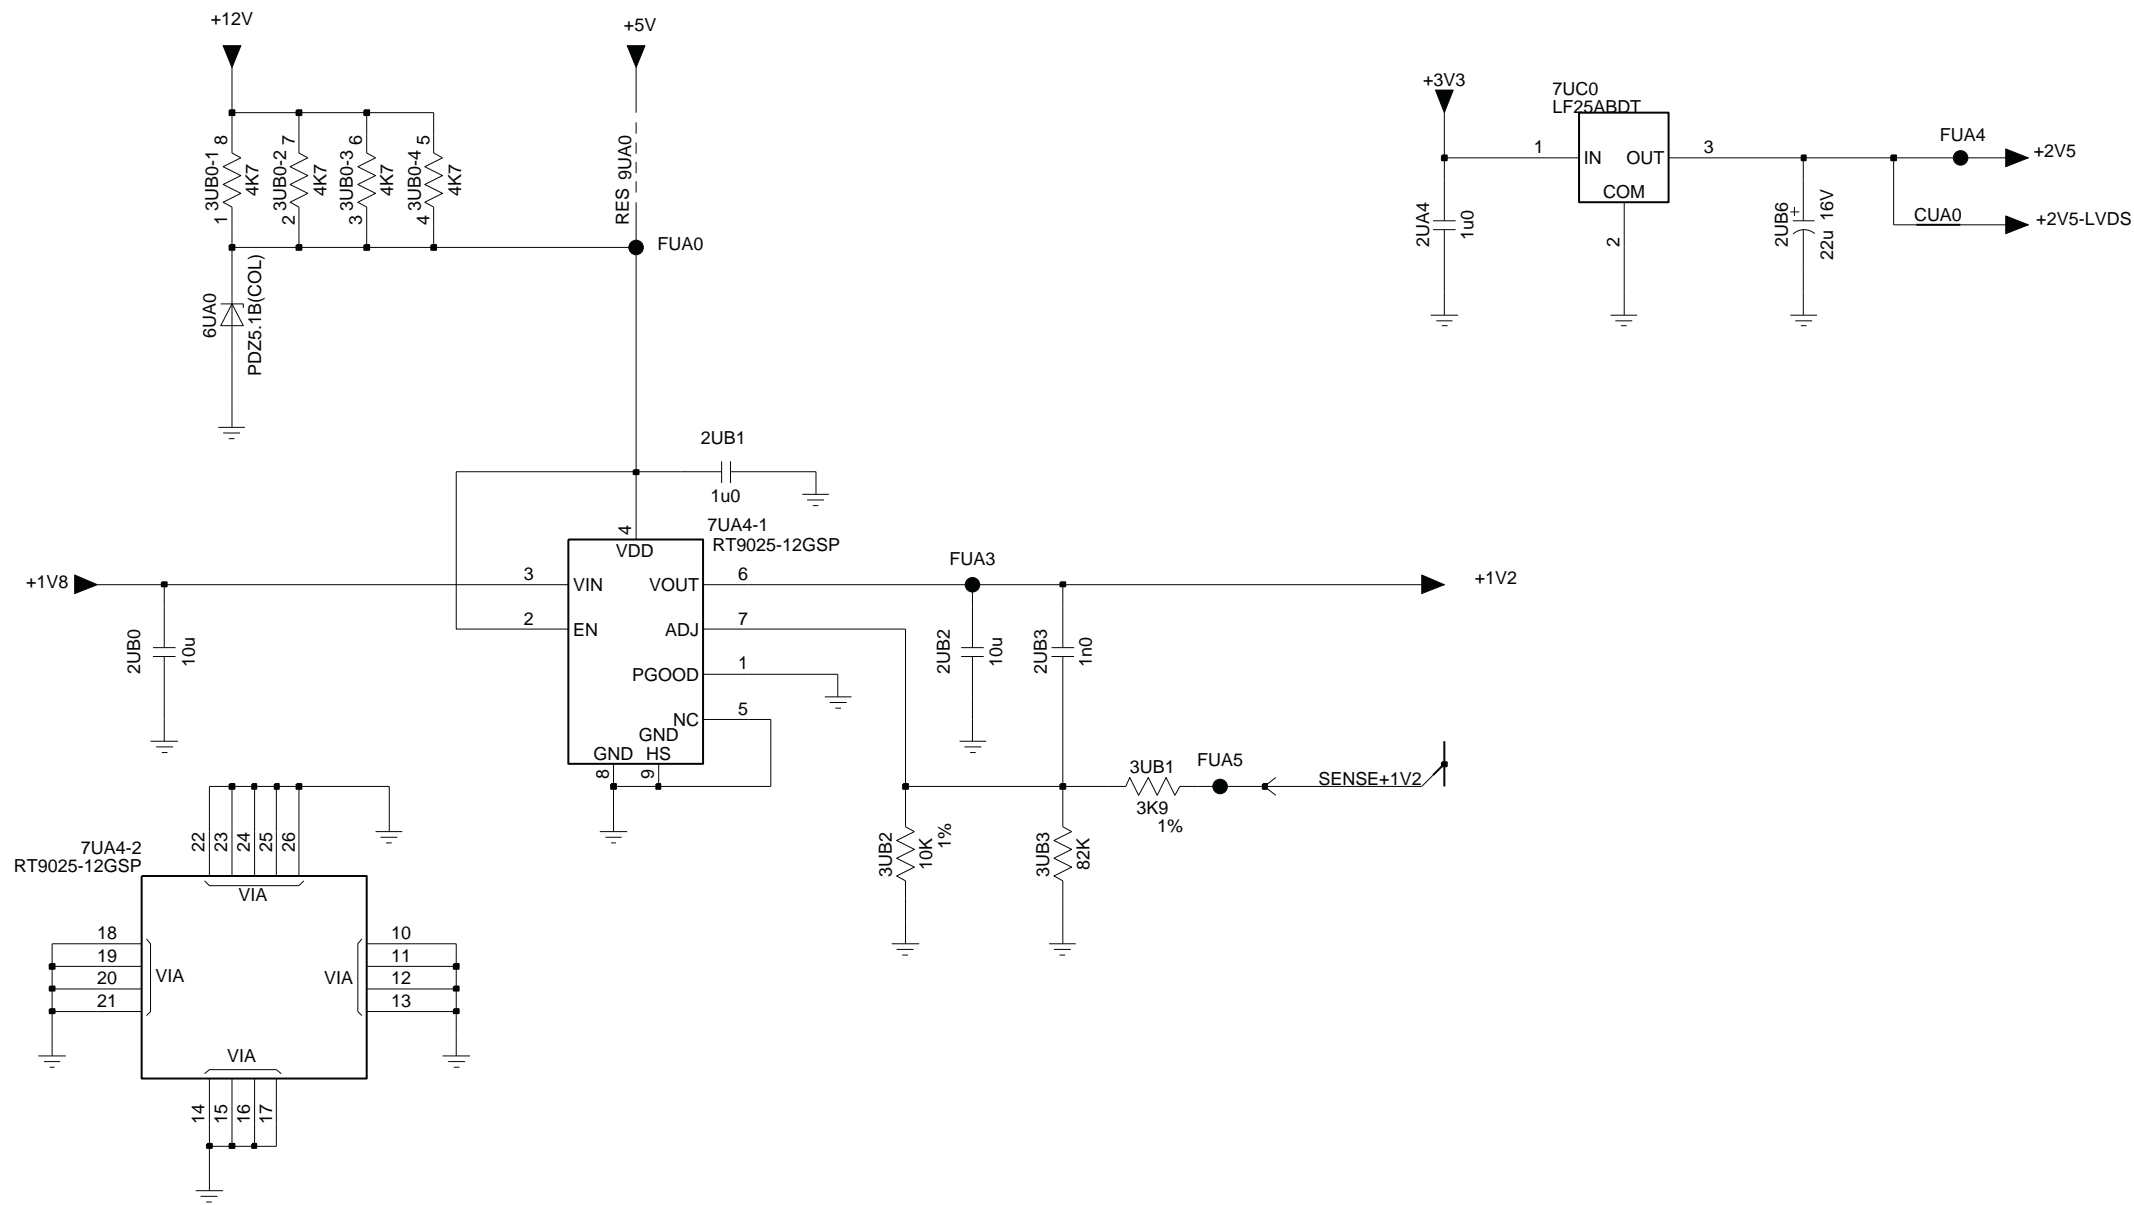 +12V
+5V
+3V3
7UC0
LF25ABDT
3UB0-1
8
1
4K7
3UB0-2
7
2
4K7
3UB0-3
6
3
4K7
3UB0-4
5
4
4K7
RES 9UA0
FUA0
1
IN
OUT
COM
3
2
FUA4
+2V5
CUA0
+2V5-LVDS
2UA4
1u0
2UB6
+
22u 16V
6UA0
PDZ5.1B(COL)
2UB1
1u0
7UA4-1
RT9025-12GSP
4
VDD
+1V8
3
VIN
VOUT
6
FUA3
+1V2
2
EN
ADJ
7
2UB0
10u
2UB2
10u
2UB3
1n0
PGOOD
1
NC
5
GND
GND
HS
8
9
3UB1
3K9
1%
FUA5
SENSE+1V2
3UB2
10K
1%
3UB3
82K
7UA4-2
RT9025-12GSP
22
23
24
25
26
VIA
18
19
20
21
VIA
VIA
10
11
12
13
VIA
14
15
16
17